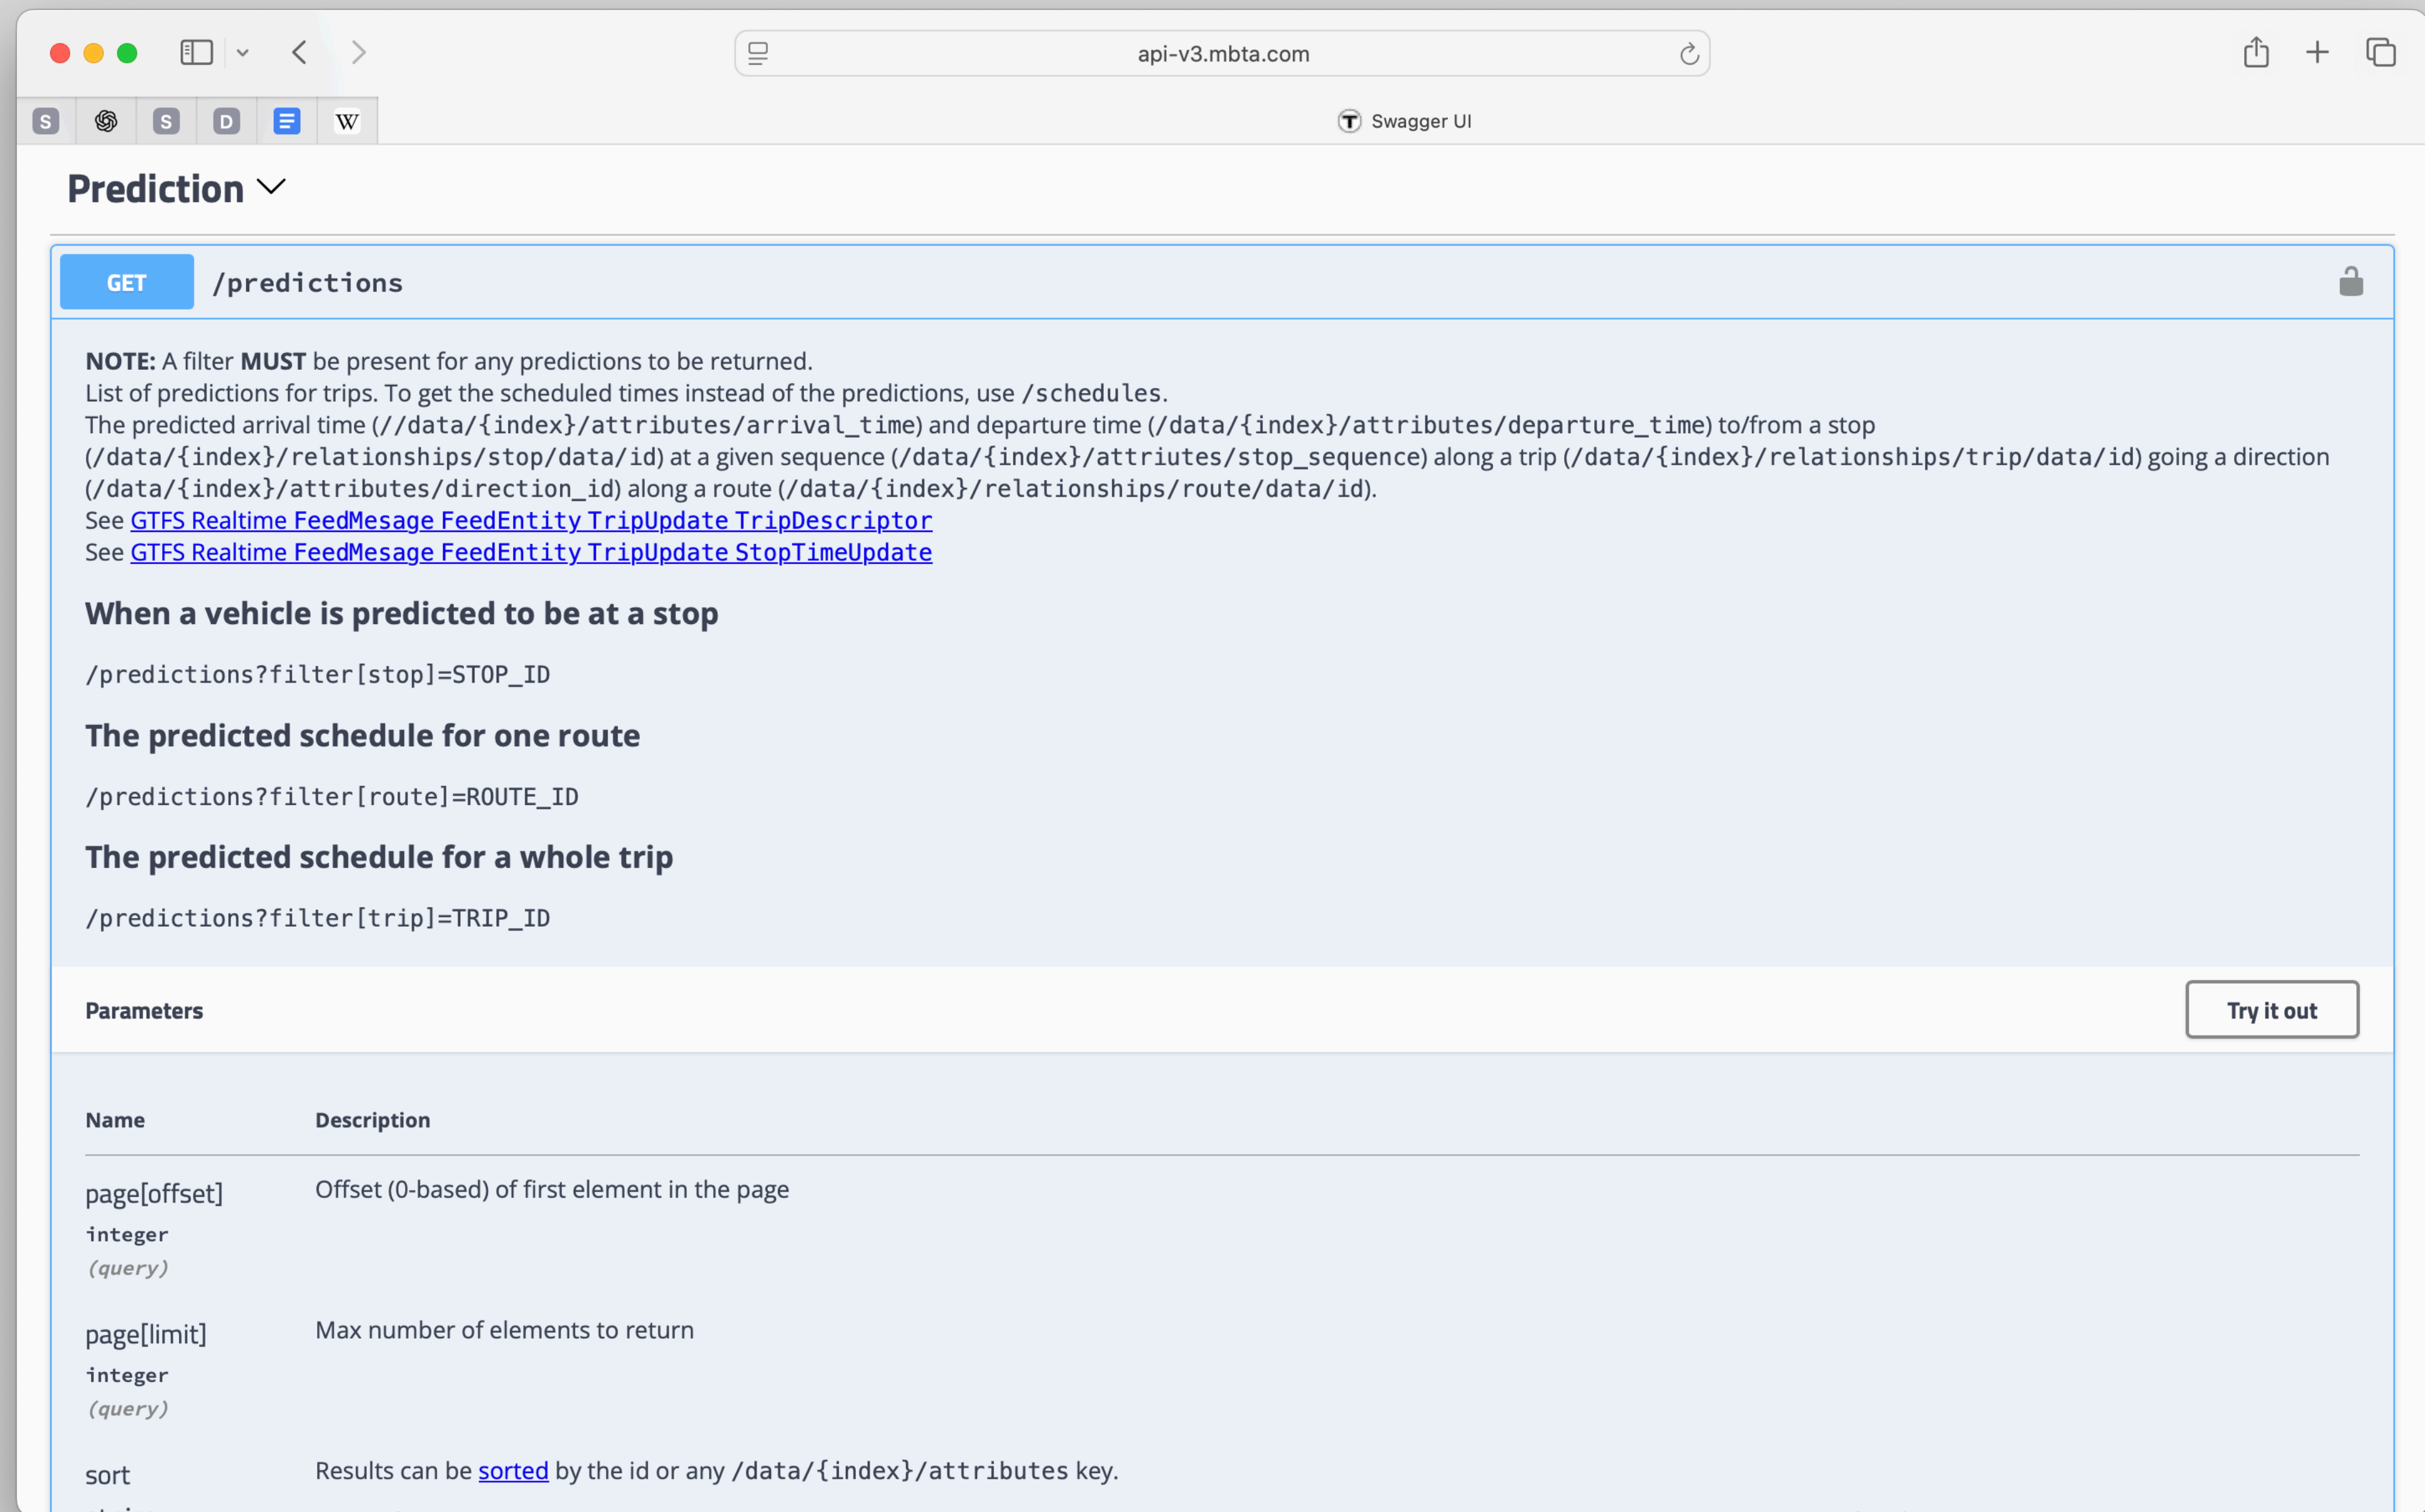 api-v3.mbta.com
S
S
D
W
T Swagger UI
Prediction
GET /predictions
NOTE: A filter MUST be present for any predictions to be returned.
List of predictions for trips. To get the scheduled times instead of the predictions, use /schedules.
The predicted arrival time (//data/{index}/attributes/arrival_time) and departure time (/data/{index}/attributes/departure_time) to/from a stop
(/data/{index}/relationships/stop/data/id) at a given sequence (/data/{index}/attriutes/stop_sequence) along a trip (/data/{index}/relationships/trip/data/id) going a direction
(/data/{index}/attributes/direction_id) along a route (/data/{index}/relationships/route/data/id).
See GTFS Realtime FeedMesage FeedEntity TripUpdate TripDescriptor
See GTFS Realtime FeedMesage FeedEntity TripUpdate StopTimeUpdate
When a vehicle is predicted to be at a stop
/predictions?filter[stop]=STOP_ID
The predicted schedule for one route
/predictions?filter[route]=ROUTE_ID
The predicted schedule for a whole trip
/predictions?filter[trip]=TRIP_ID
Parameters
Try it out
Name Description
page[offset] Offset (0-based) of first element in the page
integer
(query)
page[limit] Max number of elements to return
integer
(query)
sort Results can be sorted by the id or any /data/{index}/attributes key.